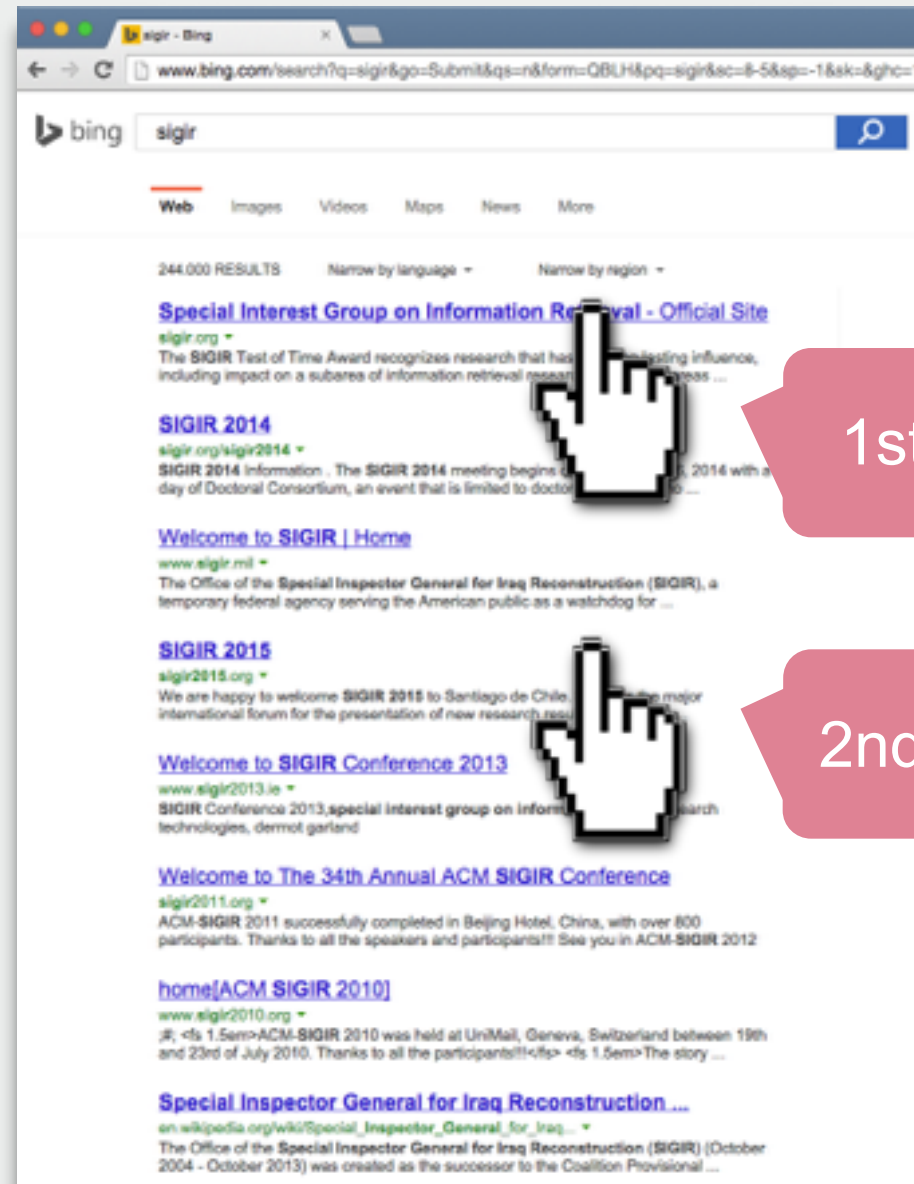 sigir - Bing
www.bing.com/search?q=sigir&go=Submit&qs=n&form=QBLH&pq=sigir&sc=8-5&sp=-1&sk=&ghc=
bing sigir
Web Images Videos Maps News More
244.000 RESULTS Narrow by language Narrow by region
Special Interest Group on Information - Official Site
sigir.org
The SIGIR Test of Time Award recognizes research that has lasting influence,
including impact on a subarea of information retrieval ...
1st
SIGIR 2014
sigir.org/sigir2014
SIGIR 2014 Information . The SIGIR 2014 meeting begins , 2014 with a
day of Doctoral Consortium, an event that is limited to ...
Welcome to SIGIR | Home
www.sigir.mil
The Office of the Special Inspector General for Iraq Reconstruction (SIGIR), a
temporary federal agency serving the American public as a watchdog for ...
SIGIR 2015
sigir2015.org
We are happy to welcome SIGIR 2015 to Santiago de Chile. major
international forum for the presentation of new research
2nd
Welcome to SIGIR Conference 2013
www.sigir2013.ie
SIGIR Conference 2013,special interest group on
technologies, dermot garland
Welcome to The 34th Annual ACM SIGIR Conference
sigir2011.org
ACM-SIGIR 2011 successfully completed in Beijing Hotel, China, with over 800
participants. Thanks to all the speakers and participants!!! See you in ACM-SIGIR 2012
home[ACM SIGIR 2010]
www.sigir2010.org
;#; <fs 1.5em>ACM-SIGIR 2010 was held at UniMail, Geneva, Switzerland between 19th
and 23rd of July 2010. Thanks to all the participants!!!</fs> <fs 1.5em>The story ...
Special Inspector General for Iraq Reconstruction ...
en.wikipedia.org/wiki/Special_Inspector_General_for_Iraq...
The Office of the Special Inspector General for Iraq Reconstruction (SIGIR) (October
2004 - October 2013) was created as the successor to the Coalition Provisional ...